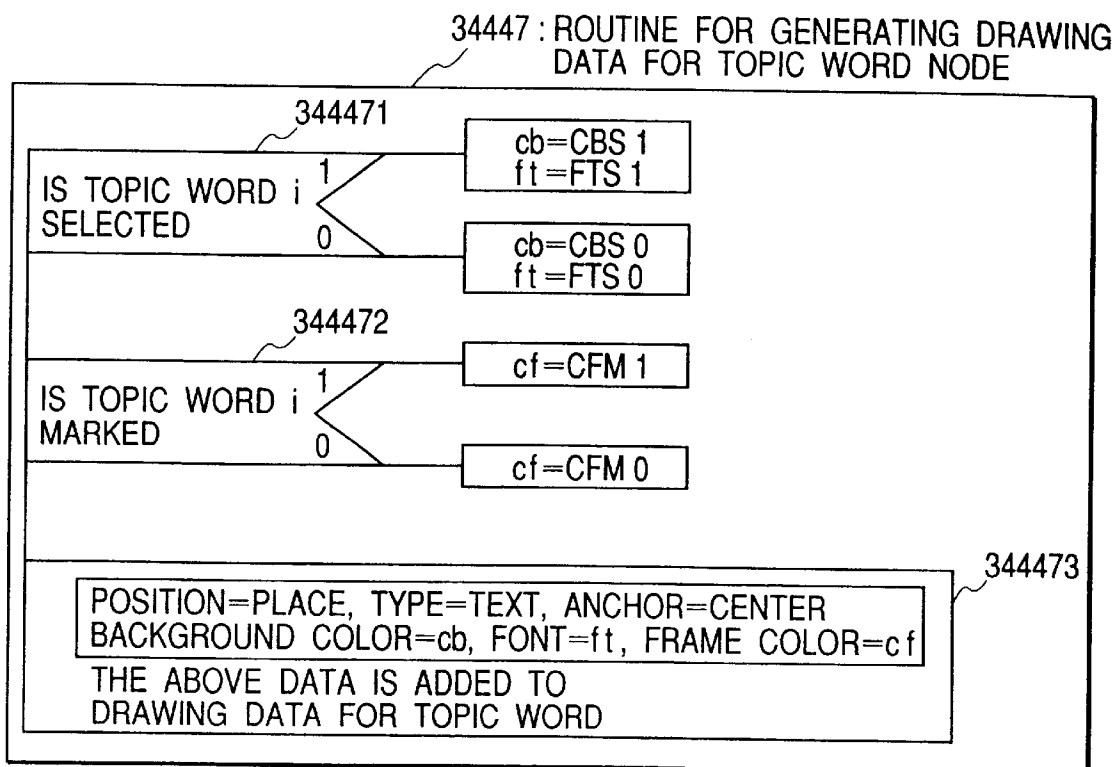 34447 : ROUTINE FOR GENERATING DRAWING
DATA FOR TOPIC WORD NODE
344471
IS TOPIC WORD i
SELECTED
1
0
cb=CBS 1
ft=FTS 1
cb=CBS 0
ft=FTS 0
344472
IS TOPIC WORD i
MARKED
1
0
cf=CFM 1
cf=CFM 0
344473
POSITION=PLACE, TYPE=TEXT, ANCHOR=CENTER
BACKGROUND COLOR=cb, FONT=ft, FRAME COLOR=cf
THE ABOVE DATA IS ADDED TO
DRAWING DATA FOR TOPIC WORD